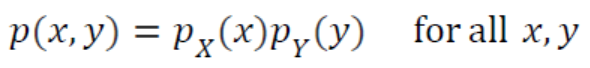 p(x, y) = p_X(x)p_Y(y) for all x, y